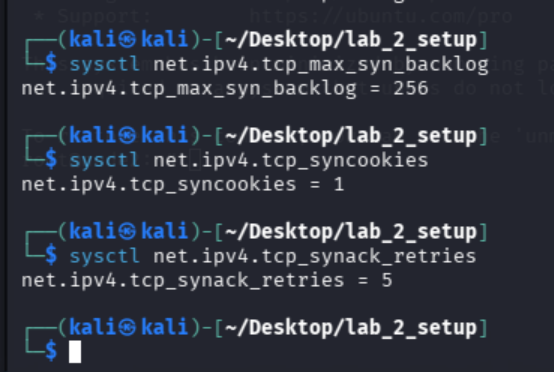 * Support: https://ubuntu.com/pro
┌──(kali㉿kali)-[~/Desktop/lab_2_setup]
└─$ sysctl net.ipv4.tcp_max_syn_backlog
net.ipv4.tcp_max_syn_backlog = 256
┌──(kali㉿kali)-[~/Desktop/lab_2_setup]
└─$ sysctl net.ipv4.tcp_syncookies
net.ipv4.tcp_syncookies = 1
┌──(kali㉿kali)-[~/Desktop/lab_2_setup]
└─$ sysctl net.ipv4.tcp_synack_retries
net.ipv4.tcp_synack_retries = 5
┌──(kali㉿kali)-[~/Desktop/lab_2_setup]
└─$